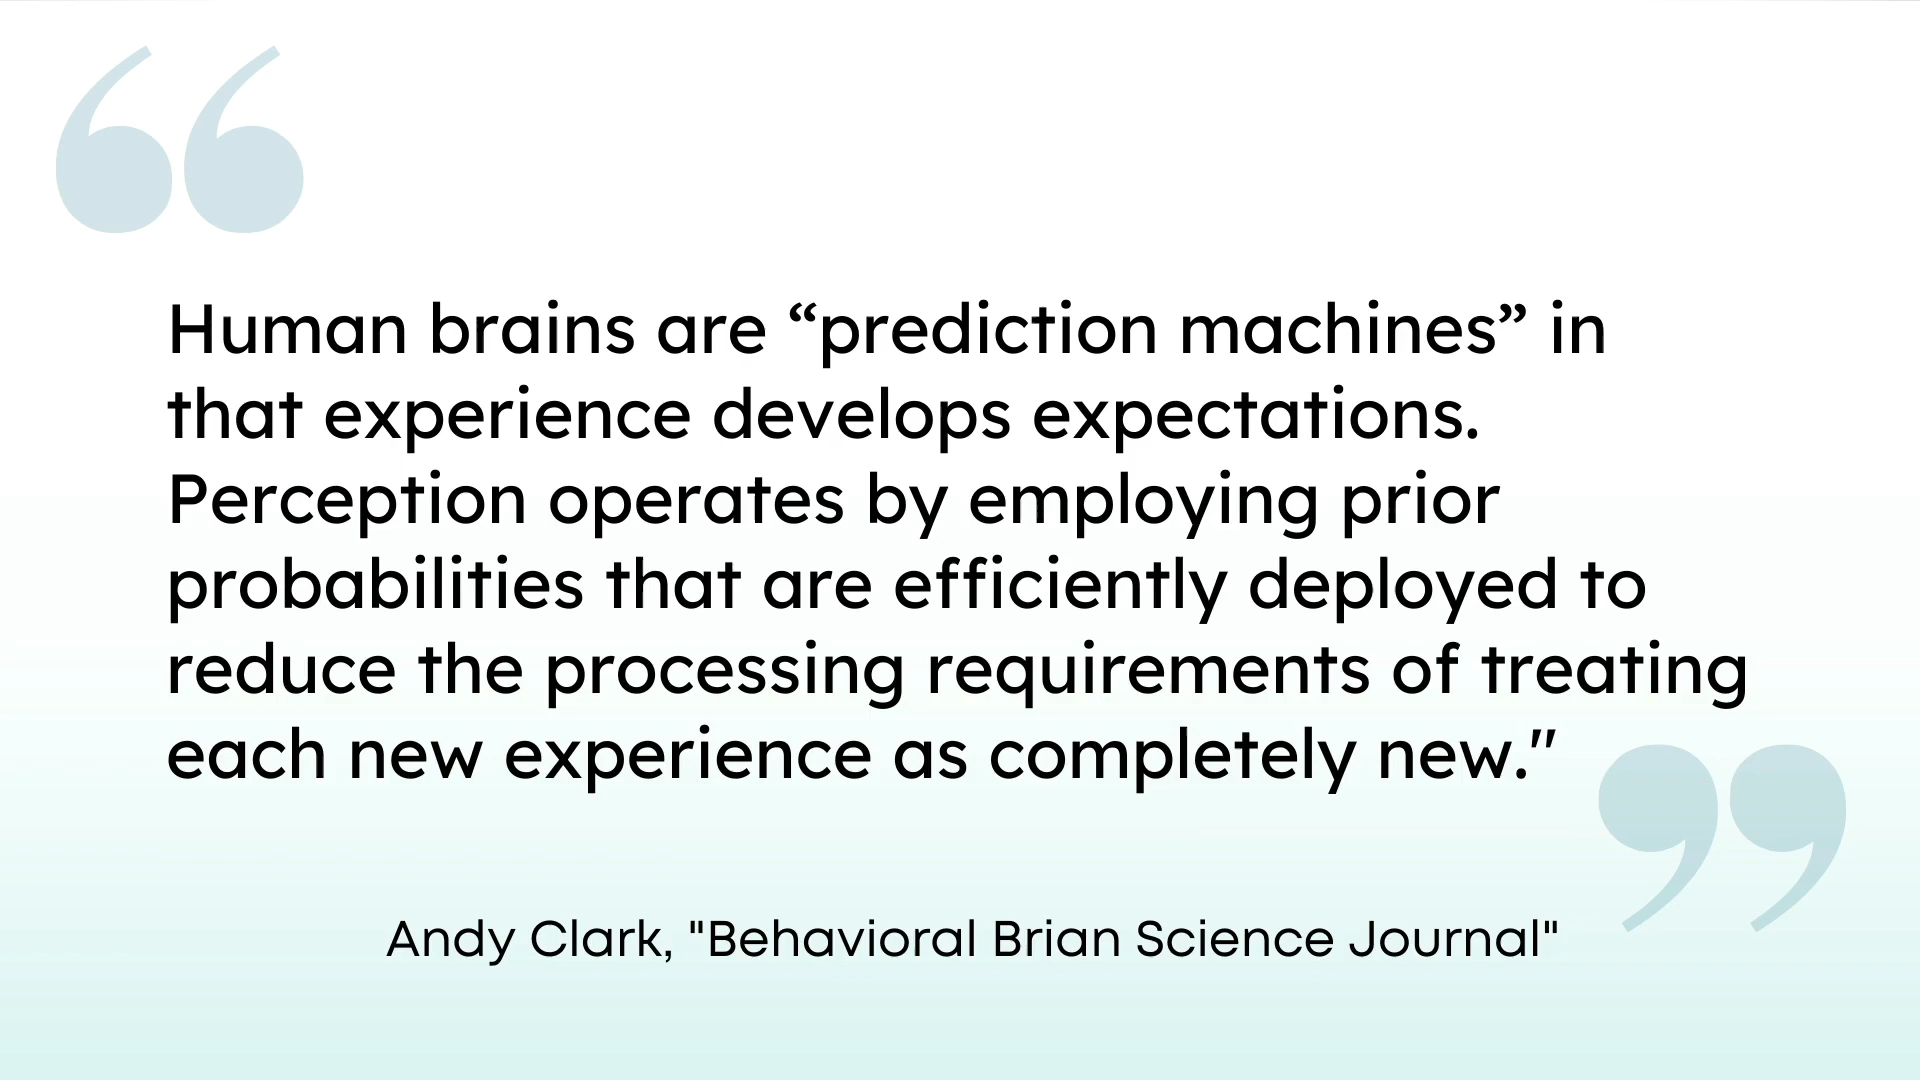 Human brains are “prediction machines” in
that experience develops expectations.
Perception operates by employing prior
probabilities that are efficiently deployed to
reduce the processing requirements of treating
each new experience as completely new."
Andy Clark, "Behavioral Brian Science Journal"